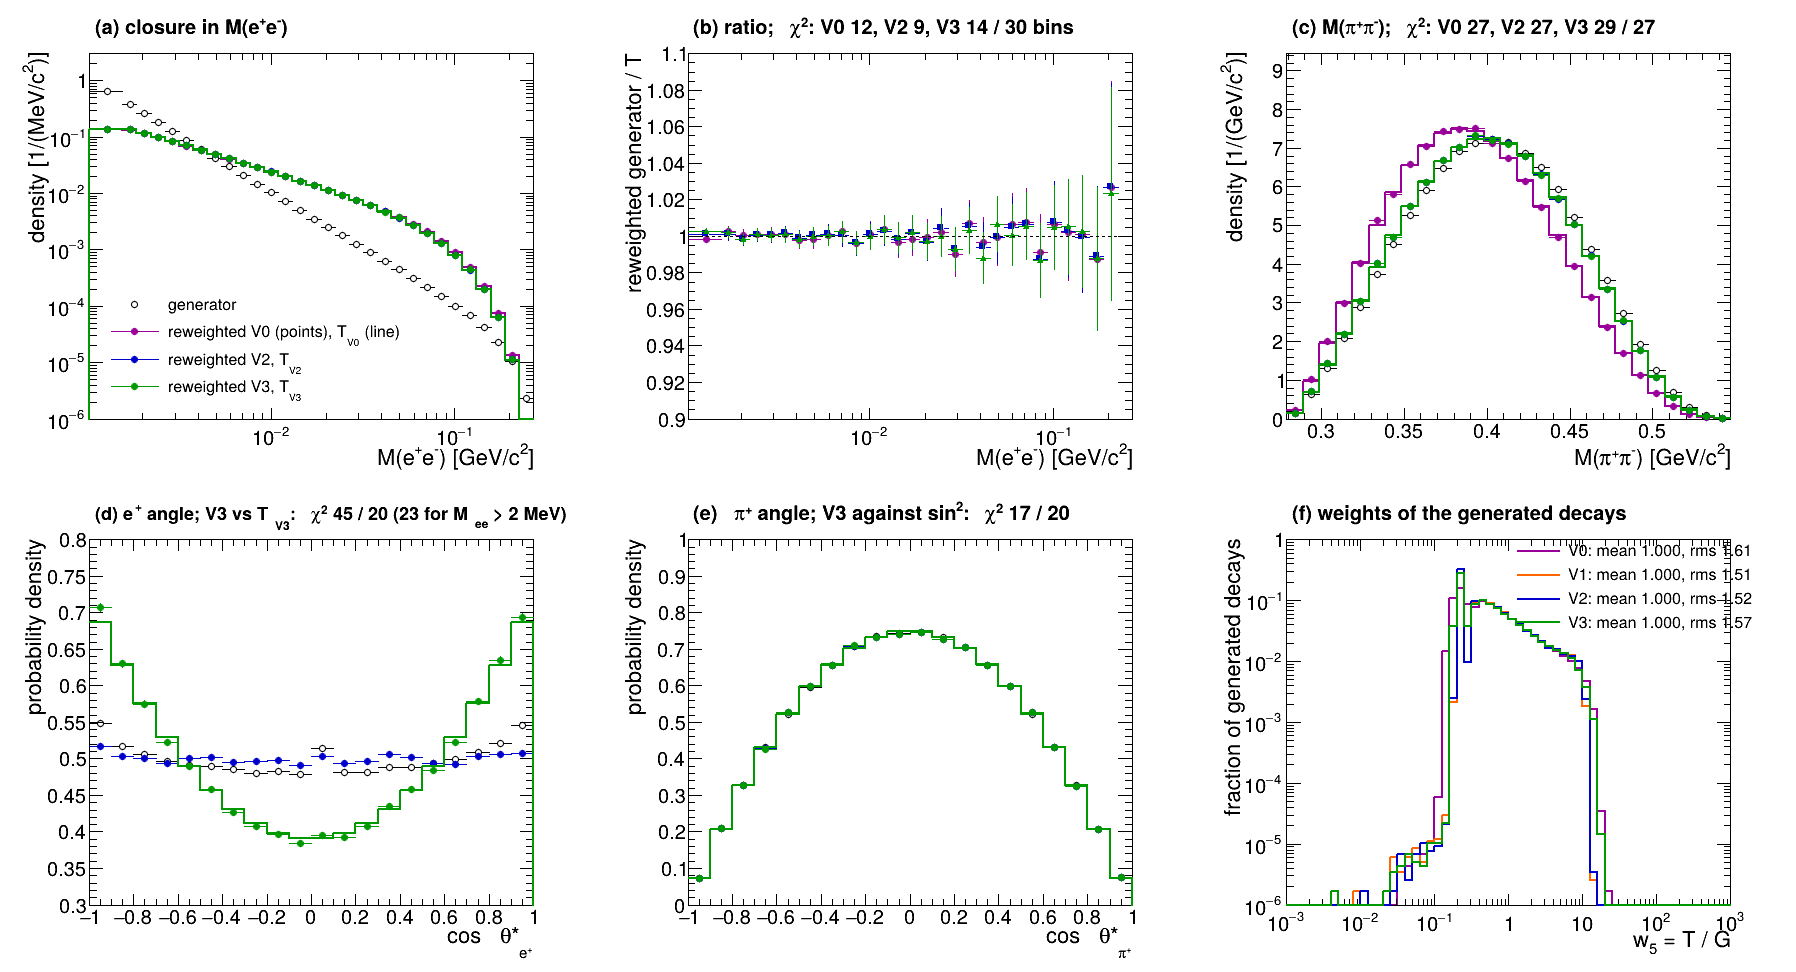 (a) closure in M(e+e-)
density [1/(MeV/c2)]
1
10−1
10−2
10−3
10−4
10−5
10−6
generator
reweighted V0 (points), TV0 (line)
reweighted V2, TV2
reweighted V3, TV3
10−2 10−1
M(e+e-) [GeV/c2]
(b) ratio; χ2: V0 12, V2 9, V3 14 / 30 bins
reweighted generator / T
1.1
1.08
1.06
1.04
1.02
1
0.98
0.96
0.94
0.92
0.9
10−2 10−1
M(e+e-) [GeV/c2]
(c) M(π+π-); χ2: V0 27, V2 27, V3 29 / 27
density [1/(GeV/c2)]
9
8
7
6
5
4
3
2
1
0
0.3 0.35 0.4 0.45 0.5
M(π+π-) [GeV/c2]
(d) e+ angle; V3 vs TV3: χ2 45 / 20 (23 for Mee > 2 MeV)
probability density
0.8
0.75
0.7
0.65
0.6
0.55
0.5
0.45
0.4
0.35
0.3
−1 −0.8 −0.6 −0.4 −0.2 0 0.2 0.4 0.6 0.8 1
cos θ*e+
(e) π+ angle; V3 against sin2: χ2 17 / 20
probability density
1
0.9
0.8
0.7
0.6
0.5
0.4
0.3
0.2
0.1
0
−1 −0.8 −0.6 −0.4 −0.2 0 0.2 0.4 0.6 0.8 1
cos θ*π+
(f) weights of the generated decays
fraction of generated decays
1
10−1
10−2
10−3
10−4
10−5
10−6
V0: mean 1.000, rms 1.61
V1: mean 1.000, rms 1.51
V2: mean 1.000, rms 1.52
V3: mean 1.000, rms 1.57
10−3 10−2 10−1 1 10 102 103
w5 = T / G